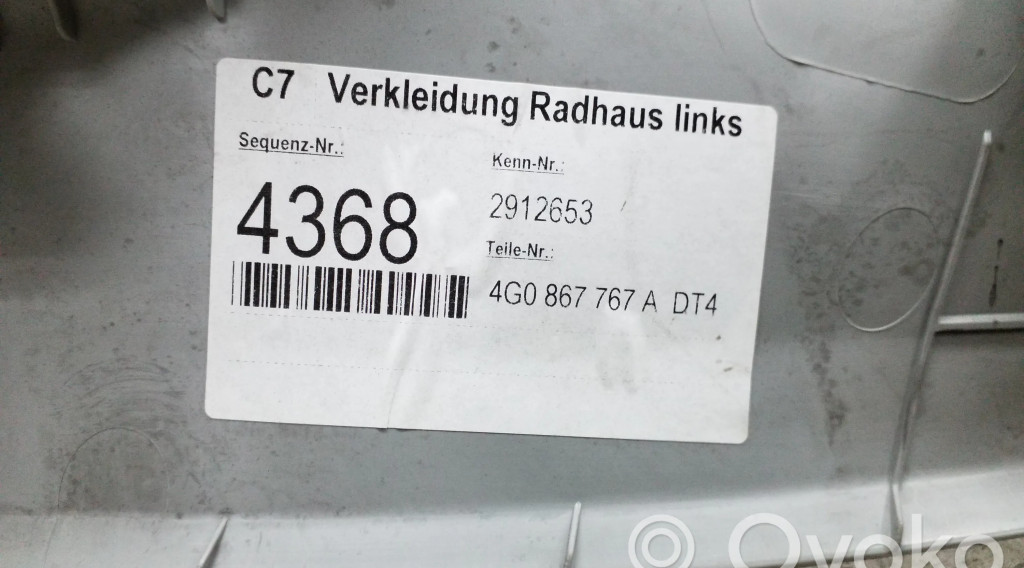 C7 Verkleidung Radhaus links
Sequenz-Nr.:
4368
Kenn-Nr.:
2912653
Teile-Nr.:
4G0 867 767 A DT4
© Ovoko